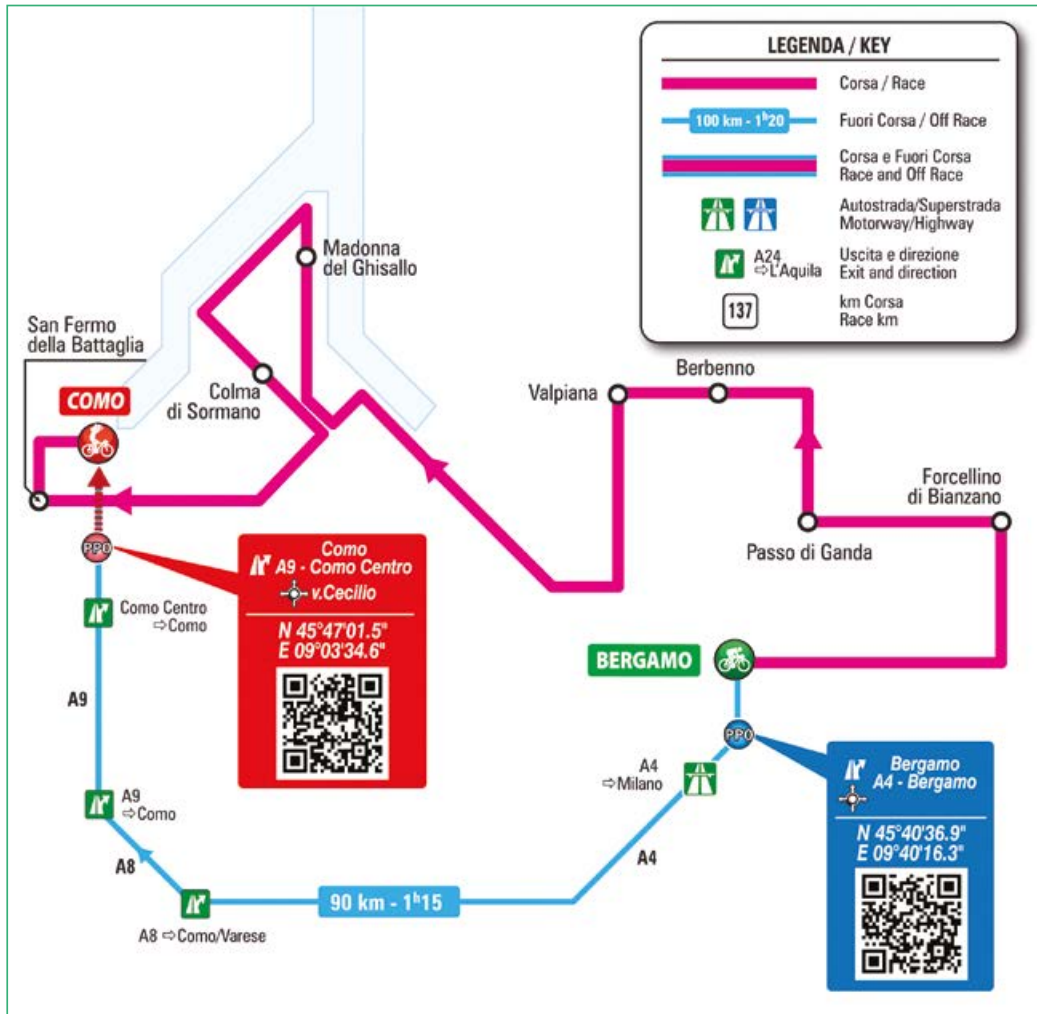 LEGENDA / KEY
Corsa / Race
100 km - 1h20
Fuori Corsa / Off Race
Corsa e Fuori Corsa
Race and Off Race
Autostrada/Superstrada
Motorway/Highway
A24
⇨L'Aquila
Uscita e direzione
Exit and direction
137
km Corsa
Race km
Madonna
del Ghisallo
San Fermo
della Battaglia
COMO
Colma
di Sormano
Valpiana
Berbenno
Forcellino
di Bianzano
Passo di Ganda
PPO
Como
A9 - Como Centro
v.Cecilio
N 45°47'01.5"
E 09°03'34.6"
Como Centro
⇨Como
BERGAMO
A9
PPO
Bergamo
A4 - Bergamo
N 45°40'36.9"
E 09°40'16.3"
A4
⇨Milano
A9
⇨Como
A8
A4
90 km - 1h15
A8 ⇨Como/Varese